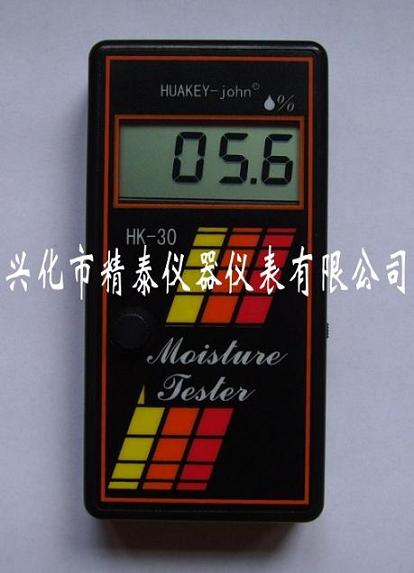 HUAKEY-john©
%
05.6
HK-30
兴化市精泰仪器仪表有限公司
Moisture
Tester